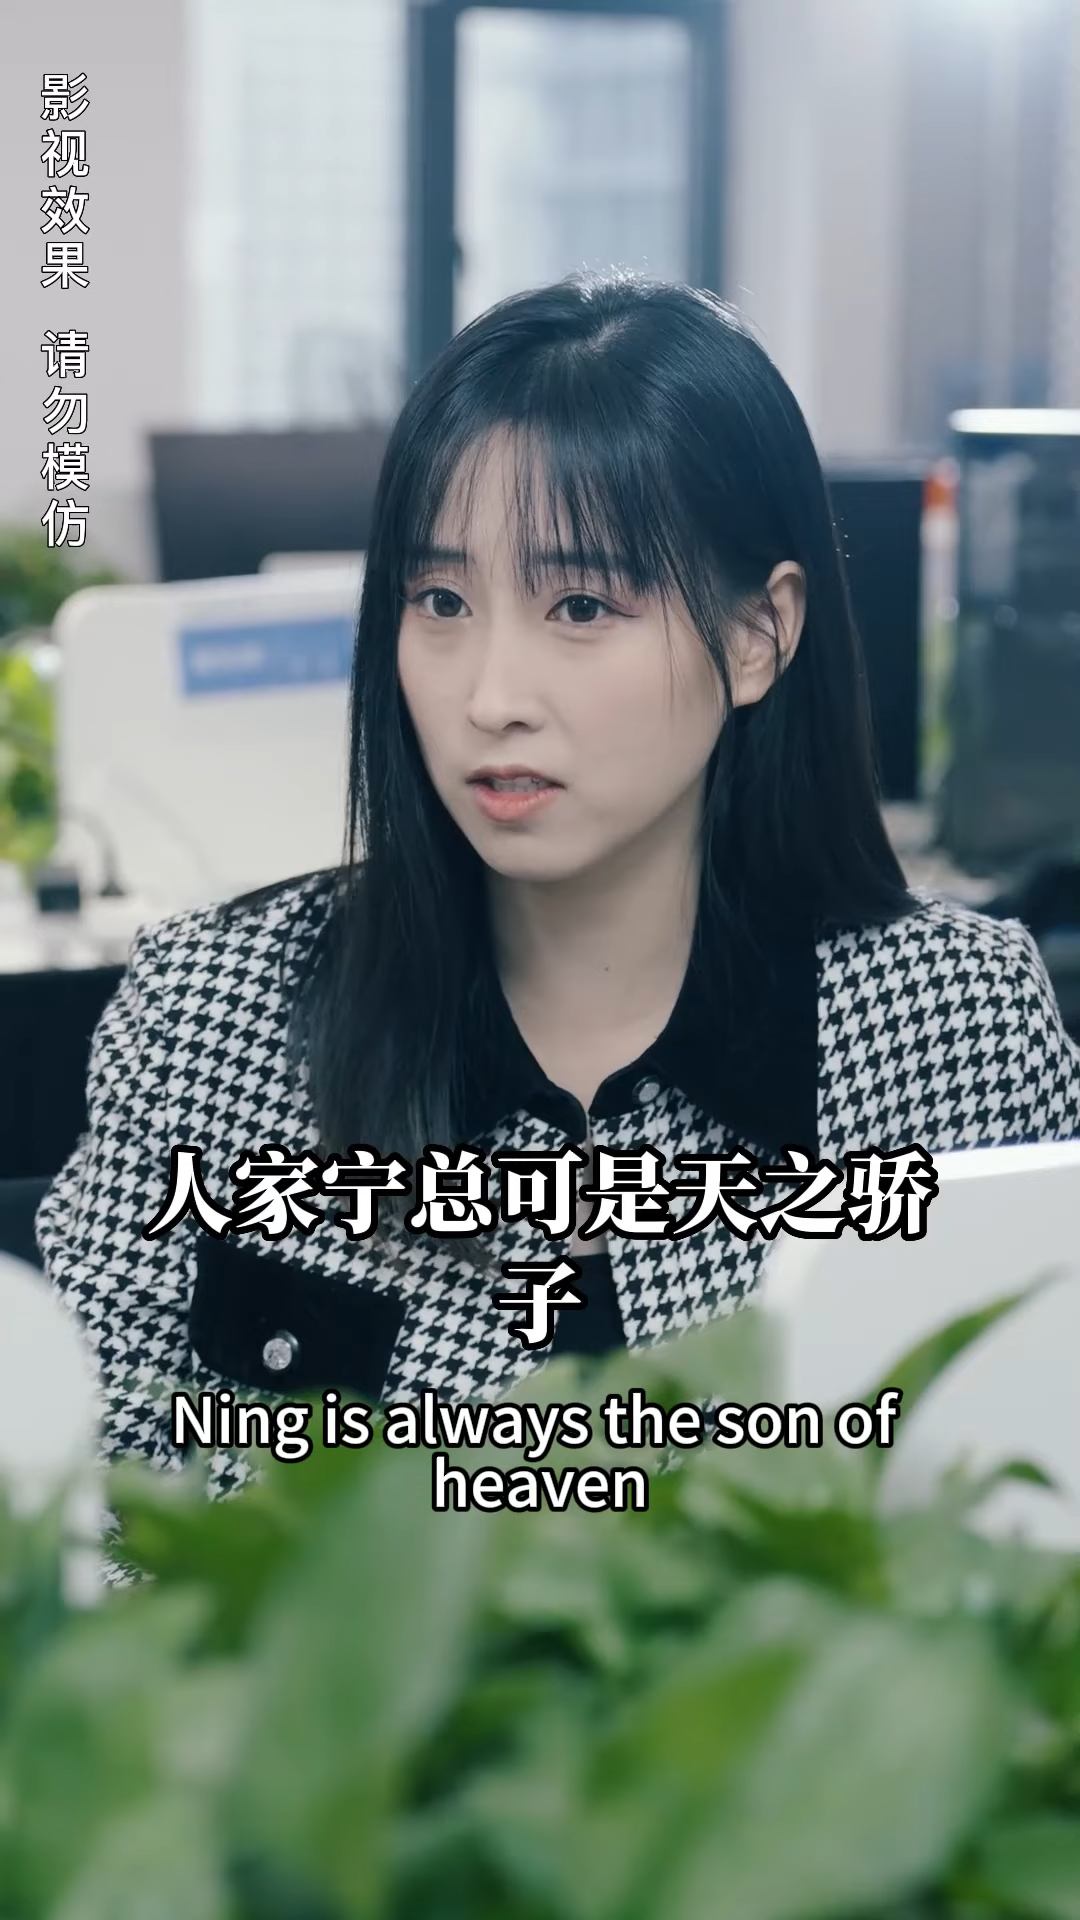 影视效果 请勿模仿
人家宁总可是天之骄
子
Ning is always the son of
heaven